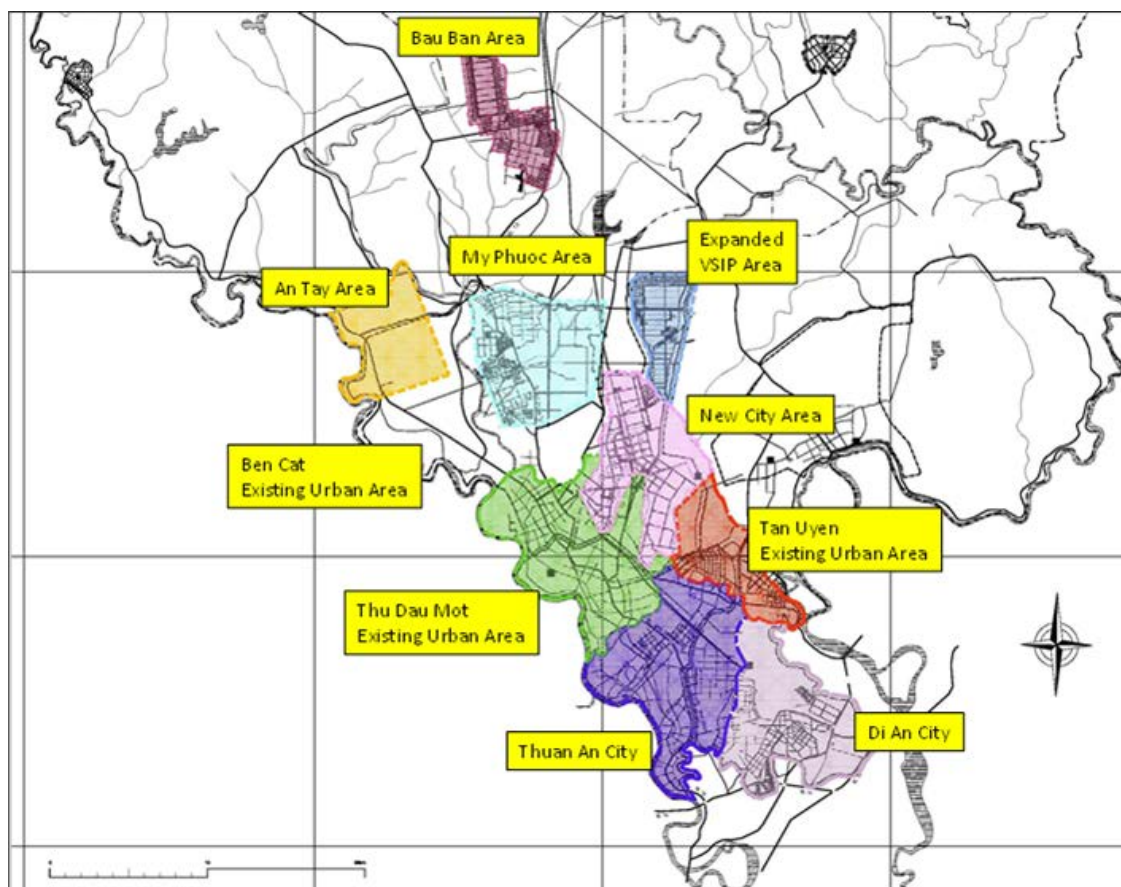 Bau Ban Area
My Phuoc Area
Expanded
VSIP Area
An Tay Area
New City Area
Ben Cat
Existing Urban Area
Tan Uyen
Existing Urban Area
Thu Dau Mot
Existing Urban Area
Di An City
Thuan An City